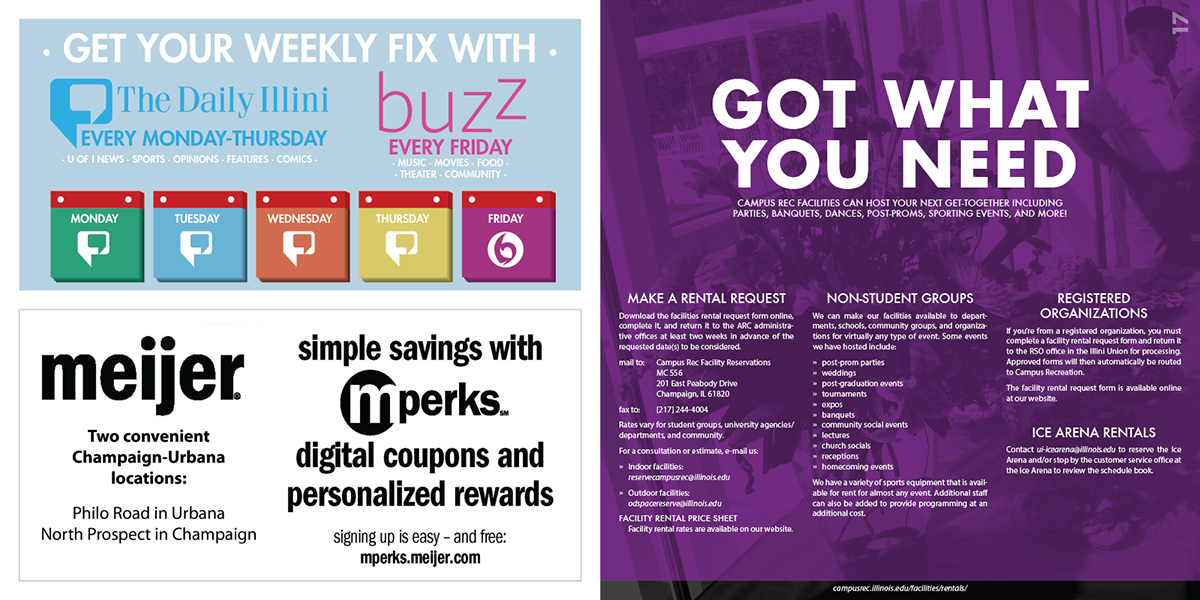 · GET YOUR WEEKLY FIX WITH ·
The Daily Illini
EVERY MONDAY-THURSDAY
· U OF I NEWS · SPORTS · OPINIONS · FEATURES · COMICS ·
buzz
EVERY FRIDAY
· MUSIC · MOVIES · FOOD ·
· THEATER · COMMUNITY ·
MONDAY
TUESDAY
WEDNESDAY
THURSDAY
FRIDAY
meijer®
Two convenient
Champaign-Urbana
locations:
Philo Road in Urbana
North Prospect in Champaign
simple savings with
mperks℠
digital coupons and
personalized rewards
signing up is easy – and free:
mperks.meijer.com
17
GOT WHAT
YOU NEED
CAMPUS REC FACILITIES CAN HOST YOUR NEXT GET-TOGETHER INCLUDING
PARTIES, BANQUETS, DANCES, POST-PROMS, SPORTING EVENTS, AND MORE!
MAKE A RENTAL REQUEST
Download the facilities rental request form online,
complete it, and return it to the ARC administra-
tive offices at least two weeks in advance of the
requested date(s) to be considered.
mail to: Campus Rec Facility Reservations
MC 556
201 East Peabody Drive
Champaign, IL 61820
fax to: [217] 244-4004
Rates vary for student groups, university agencies/
departments, and community.
For a consultation or estimate, e-mail us:
» Indoor facilities:
reservecampusrec@illinois.edu
» Outdoor facilities:
odspacereserve@illinois.edu
FACILITY RENTAL PRICE SHEET
Facility rental rates are available on our website.
NON-STUDENT GROUPS
We can make our facilities available to depart-
ments, schools, community groups, and organiza-
tions for virtually any type of event. Some events
we have hosted include:
» post-prom parties
» weddings
» post-graduation events
» tournaments
» expos
» banquets
» community social events
» lectures
» church socials
» receptions
» homecoming events
We have a variety of sports equipment that is avail-
able for rent for almost any event. Additional staff
can also be added to provide programming at an
additional cost.
REGISTERED
ORGANIZATIONS
If you're from a registered organization, you must
complete a facility rental request form and return it
to the RSO office in the Illini Union for processing.
Approved forms will then automatically be routed
to Campus Recreation.
The facility rental request form is available online
at our website.
ICE ARENA RENTALS
Contact ui-icearena@illinois.edu to reserve the Ice
Arena and/or stop by the customer service office at
the Ice Arena to review the schedule book.
campusrec.illinois.edu/facilities/rentals/